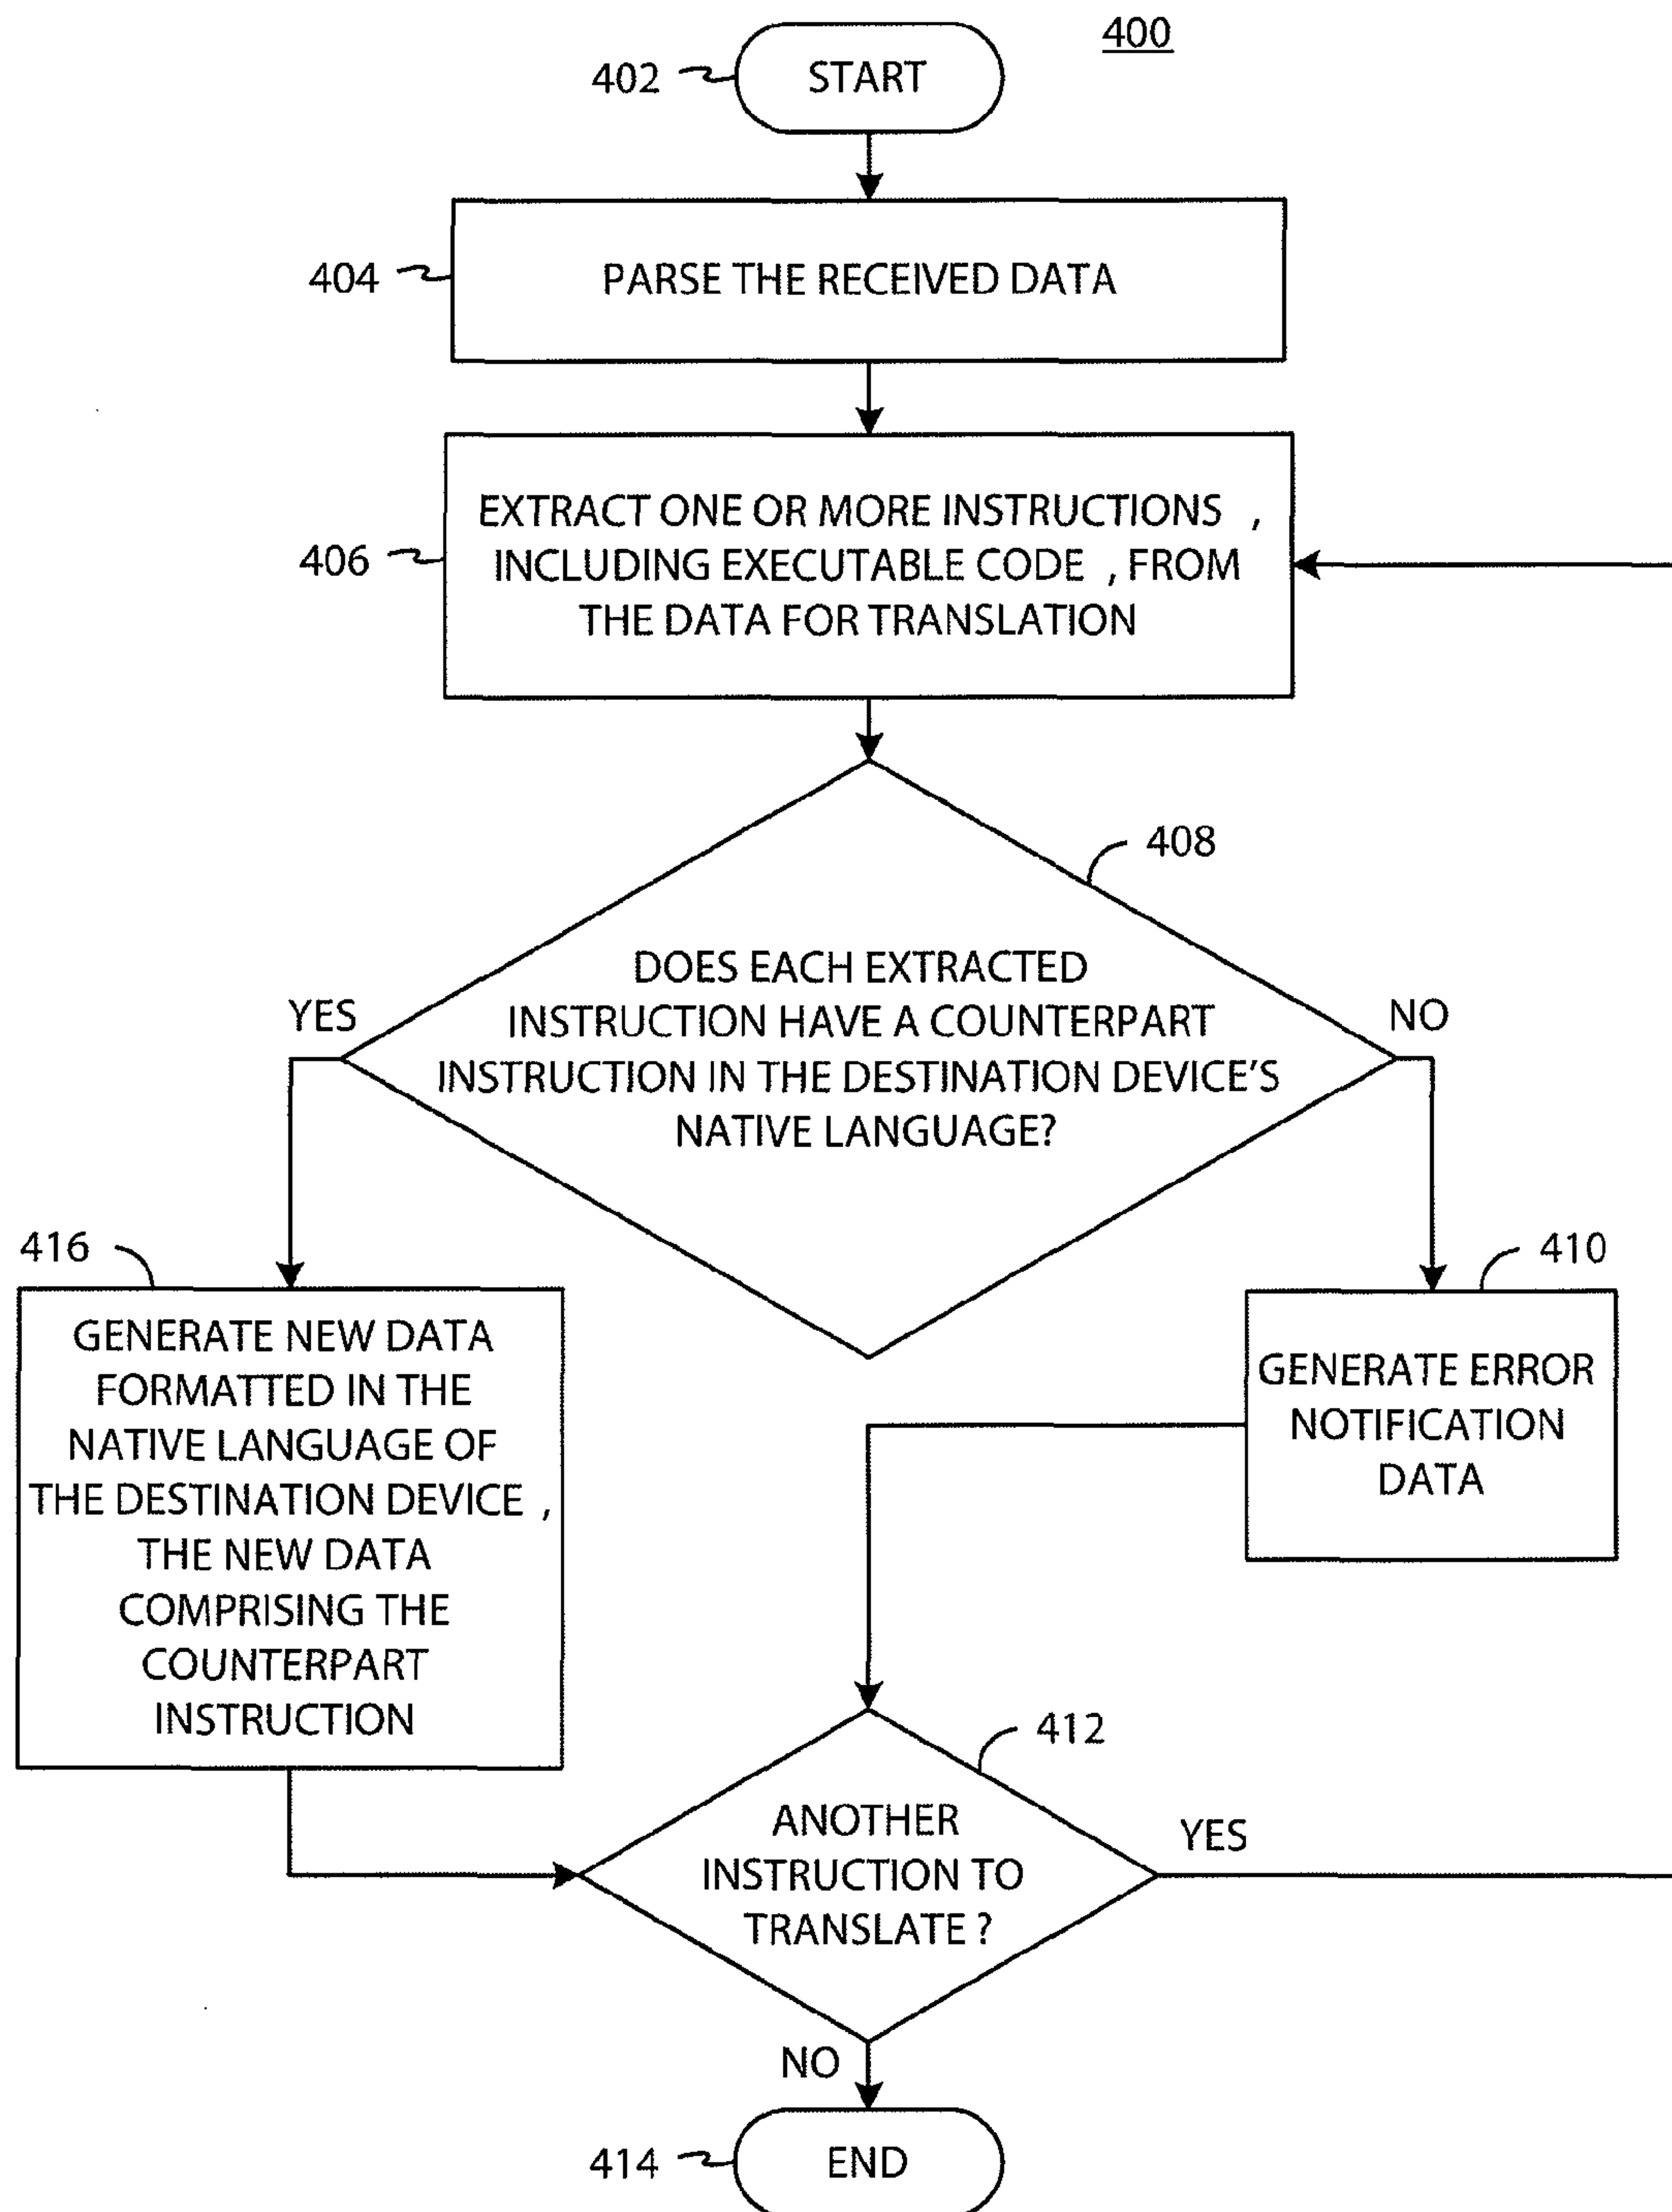 400
402
START
404
PARSE THE RECEIVED DATA
406
EXTRACT ONE OR MORE INSTRUCTIONS ,
INCLUDING EXECUTABLE CODE , FROM
THE DATA FOR TRANSLATION
408
DOES EACH EXTRACTED
INSTRUCTION HAVE A COUNTERPART
INSTRUCTION IN THE DESTINATION DEVICE'S
NATIVE LANGUAGE?
YES
NO
416
GENERATE NEW DATA
FORMATTED IN THE
NATIVE LANGUAGE OF
THE DESTINATION DEVICE ,
THE NEW DATA
COMPRISING THE
COUNTERPART
INSTRUCTION
410
GENERATE ERROR
NOTIFICATION
DATA
412
ANOTHER
INSTRUCTION TO
TRANSLATE ?
YES
NO
414
END